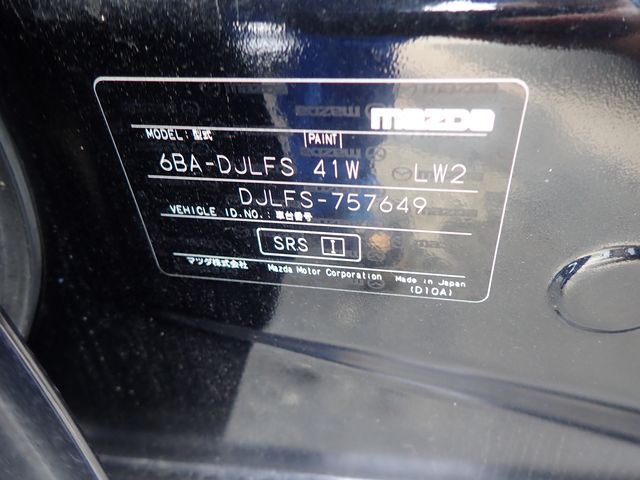 mazda
MODEL: 型式 PAINT
6BA-DJLFS 41W LW2
DJLFS-757649
VEHICLE ID.NO.: 車台番号
SRS I
マツダ株式会社 Mazda Motor Corporation Made in Japan
(D10A)